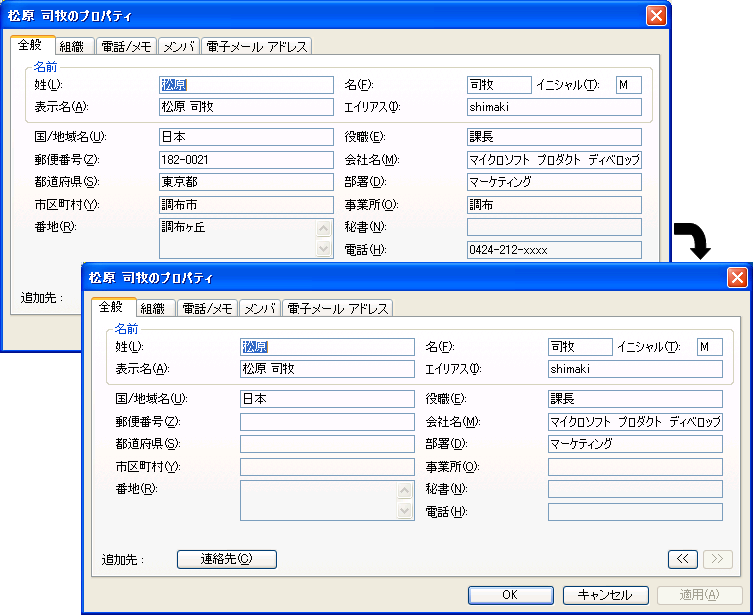 松原 司牧のプロパティ
全般 組織 電話/メモ メンバ 電子メール アドレス
名前
姓(L): 松原 名(F): 司牧 イニシャル(T): M
表示名(A): 松原 司牧 エイリアス(I): shimaki
国/地域名(U): 日本 役職(E): 課長
郵便番号(Z): 182-0021 会社名(M): マイクロソフト プロダクト ディベロップ
都道府県(S): 東京都 部署(D): マーケティング
市区町村(Y): 調布市 事業所(O): 調布
番地(R): 調布ヶ丘 秘書(N):
電話(H): 0424-212-xxxx
追加先 :
松原 司牧のプロパティ
全般 組織 電話/メモ メンバ 電子メール アドレス
名前
姓(L): 松原 名(F): 司牧 イニシャル(T): M
表示名(A): 松原 司牧 エイリアス(I): shimaki
国/地域名(U): 日本 役職(E): 課長
郵便番号(Z): 会社名(M): マイクロソフト プロダクト ディベロップ
都道府県(S): 部署(D): マーケティング
市区町村(Y): 事業所(O):
番地(R): 秘書(N):
電話(H):
追加先 : 連絡先(C) << >>
OK キャンセル 適用(A)